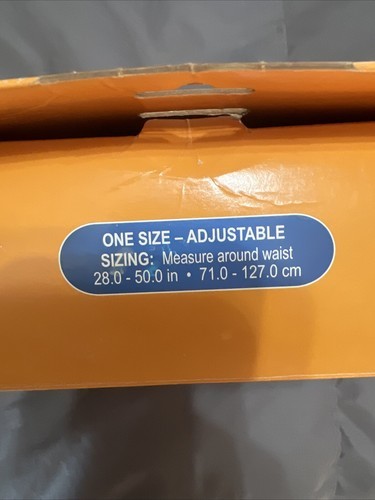 ONE SIZE – ADJUSTABLE
SIZING: Measure around waist
28.0 - 50.0 in • 71.0 - 127.0 cm